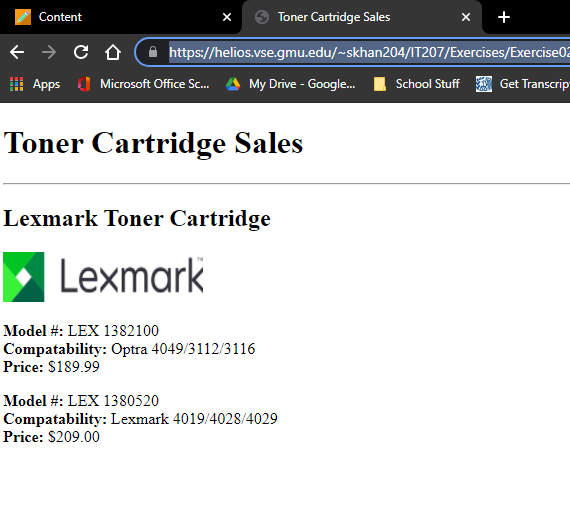 Content
Toner Cartridge Sales
https://helios.vse.gmu.edu/~skhan204/IT207/Exercises/Exercise02
Apps
Microsoft Office Sc...
My Drive - Google...
School Stuff
Get Transcrip
Toner Cartridge Sales
Lexmark Toner Cartridge
Lexmark™
Model #: LEX 1382100
Compatability: Optra 4049/3112/3116
Price: $189.99
Model #: LEX 1380520
Compatability: Lexmark 4019/4028/4029
Price: $209.00